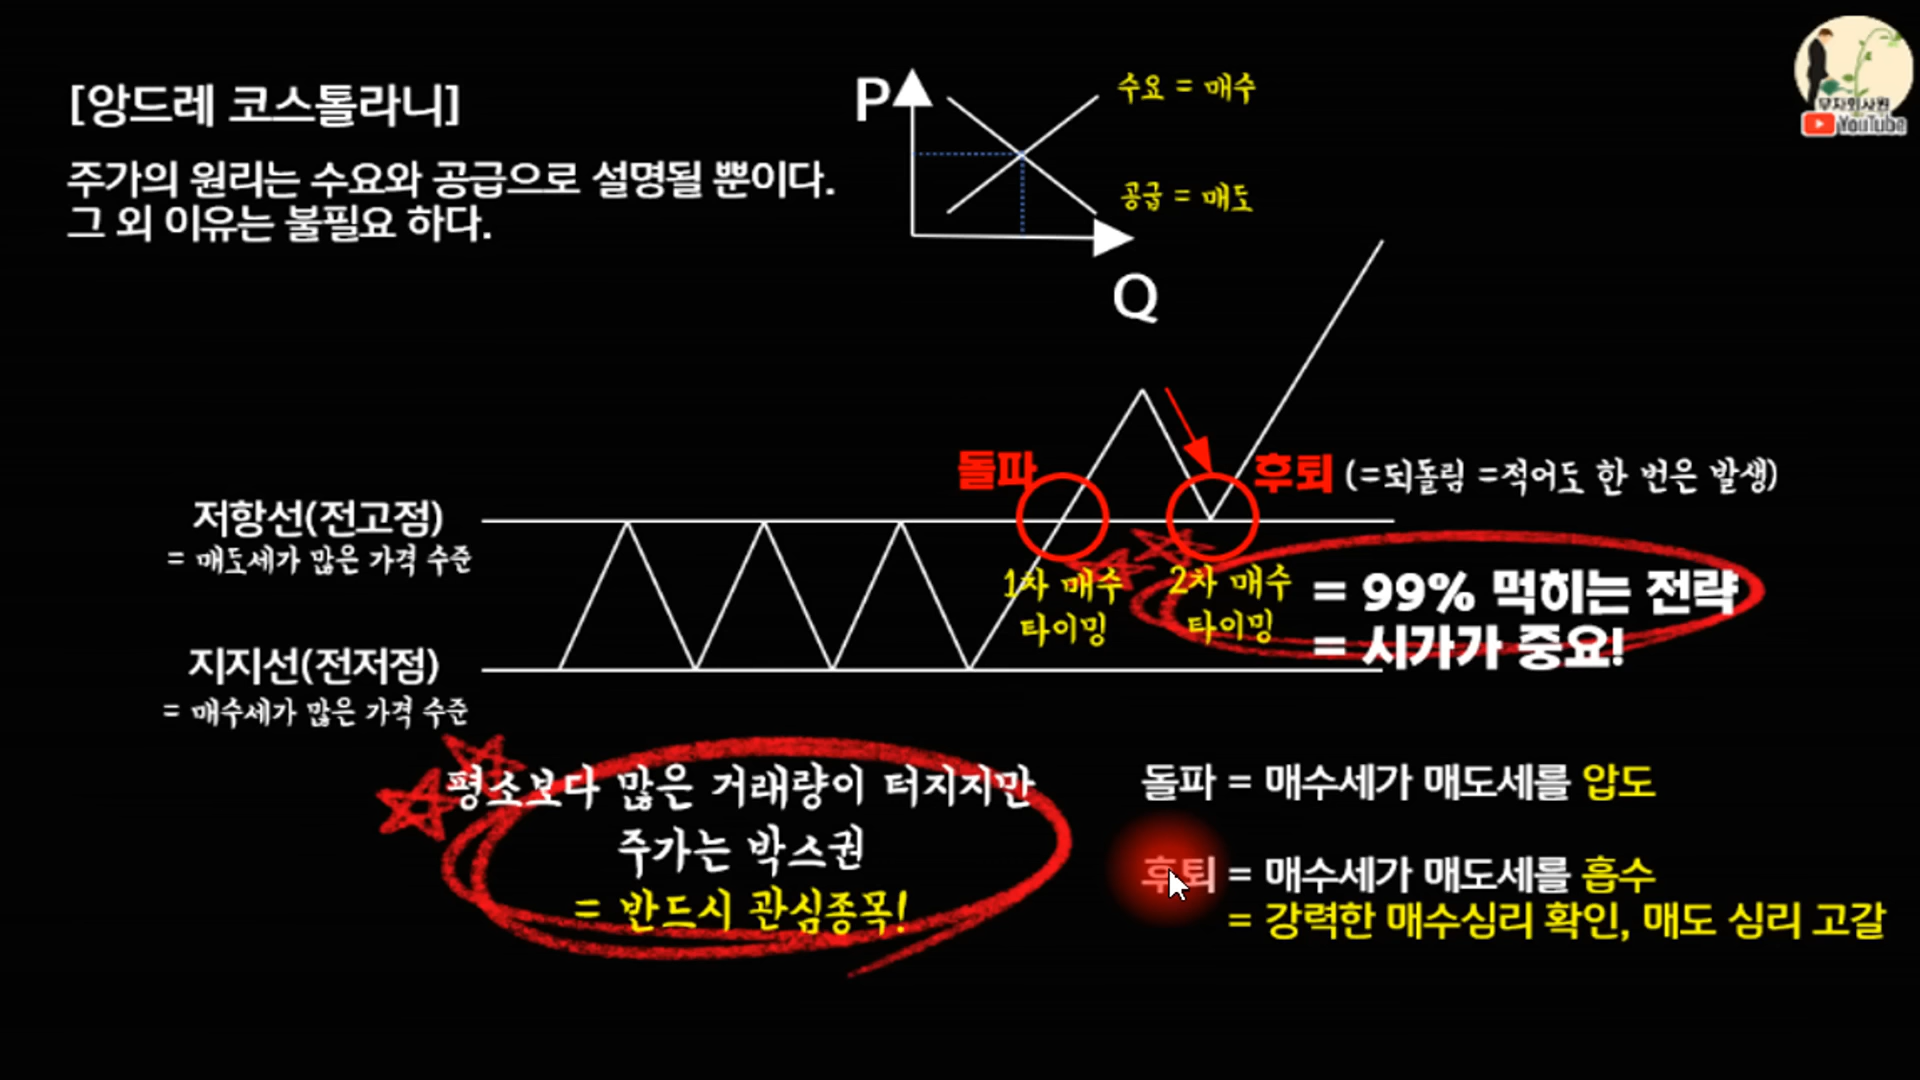 [앙드레 코스톨라니]
주가의 원리는 수요와 공급으로 설명될 뿐이다.
그 외 이유는 불필요 하다.
P
수요 = 매수
공급 = 매도
Q
부자회사원
YouTube
돌파
후퇴 (=되돌림 =적어도 한 번은 발생)
저항선(전고점)
= 매도세가 많은 가격 수준
1차 매수
타이밍
2차 매수
타이밍
= 99% 먹히는 전략
= 시가가 중요!
지지선(전저점)
= 매수세가 많은 가격 수준
평소보다 많은 거래량이 터지지만
주가는 박스권
= 반드시 관심종목!
돌파 = 매수세가 매도세를 압도
후퇴 = 매수세가 매도세를 흡수
= 강력한 매수심리 확인, 매도 심리 고갈